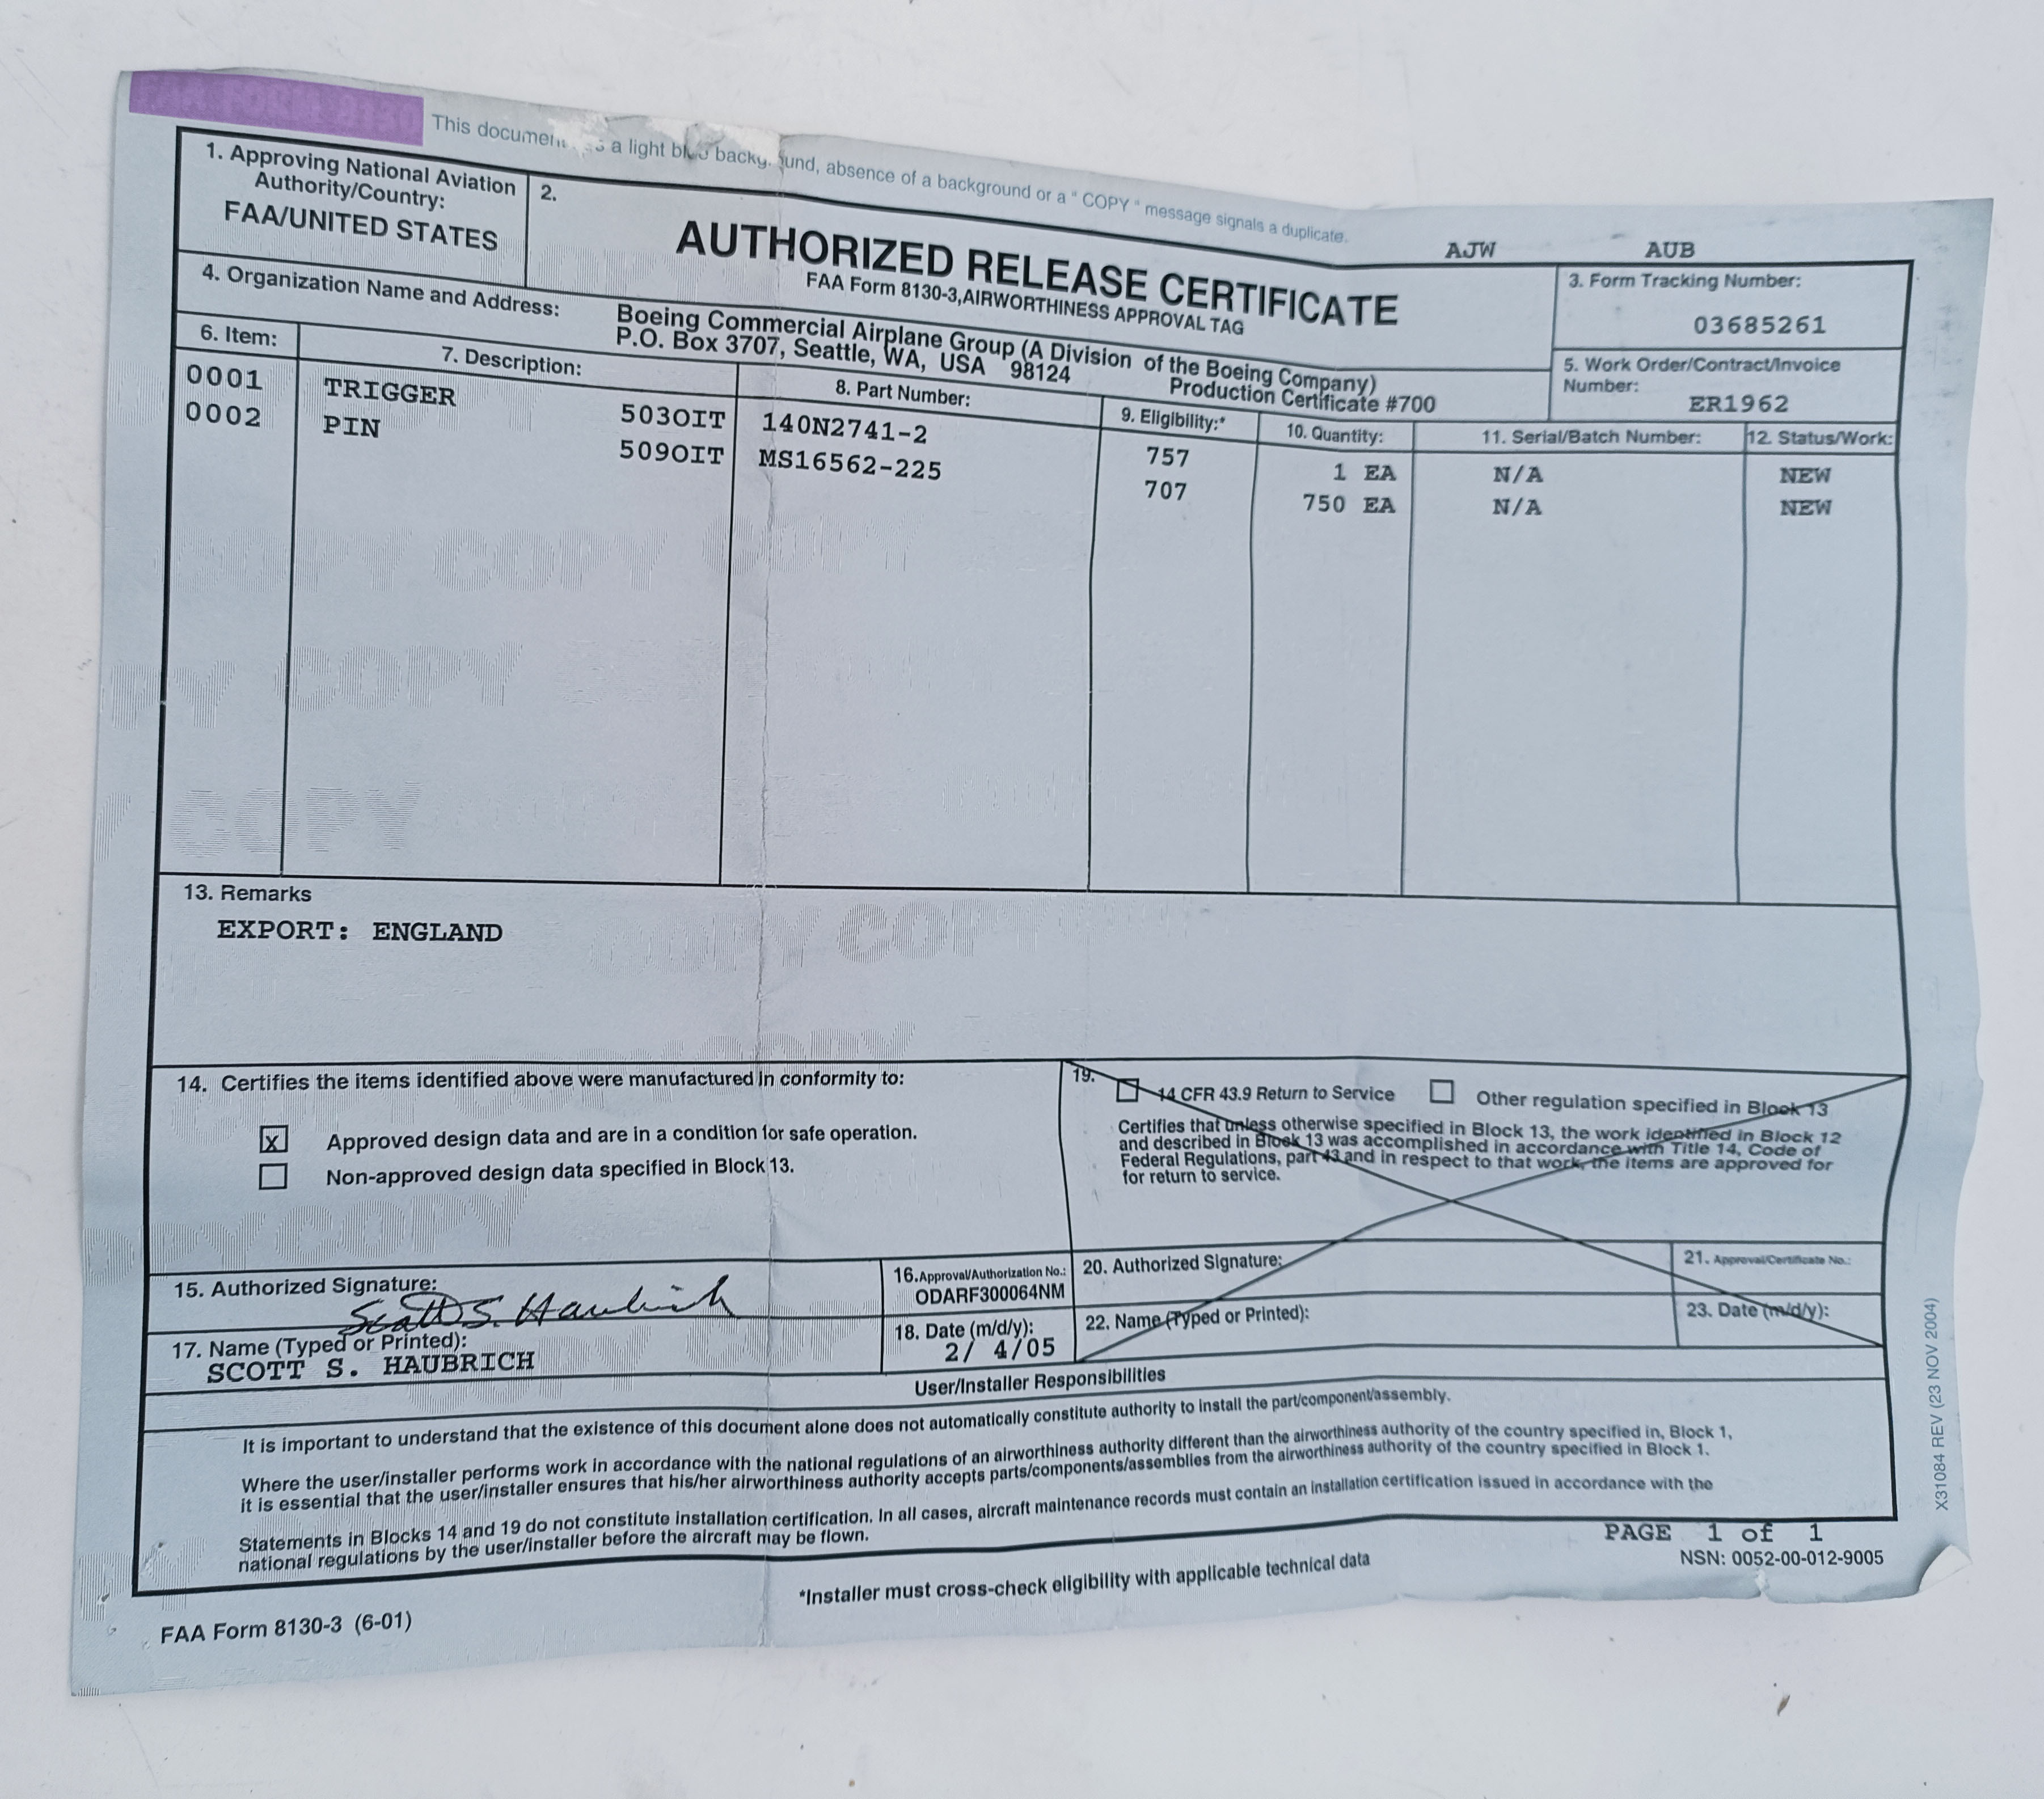 FAA FORM 8130
This document has a light blue background, absence of a background or a " COPY " message signals a duplicate.
1. Approving National Aviation
Authority/Country:
FAA/UNITED STATES
2.
AUTHORIZED RELEASE CERTIFICATE
FAA Form 8130-3,AIRWORTHINESS APPROVAL TAG
AJW AUB
3. Form Tracking Number:
03685261
4. Organization Name and Address:
Boeing Commercial Airplane Group (A Division of the Boeing Company)
P.O. Box 3707, Seattle, WA, USA 98124 Production Certificate #700
5. Work Order/Contract/Invoice
Number:
ER1962
6. Item: 7. Description: 8. Part Number: 9. Eligibility:* 10. Quantity: 11. Serial/Batch Number: 12. Status/Work:
0001 TRIGGER 503OIT 140N2741-2 757 1 EA N/A NEW
0002 PIN 509OIT MS16562-225 707 750 EA N/A NEW
COPY COPY COPY
PY COPY
Y COPY
13. Remarks
EXPORT: ENGLAND
COPY COPY
COPY
14. Certifies the items identified above were manufactured in conformity to:
x Approved design data and are in a condition for safe operation.
Non-approved design data specified in Block 13.
OPY COPY
19.
14 CFR 43.9 Return to Service Other regulation specified in Block 13
Certifies that unless otherwise specified in Block 13, the work identified in Block 12
and described in Block 13 was accomplished in accordance with Title 14, Code of
Federal Regulations, part 43 and in respect to that work, the items are approved for
for return to service.
15. Authorized Signature:
Scott S. Haubrich
16. Approval/Authorization No.:
ODARF300064NM
20. Authorized Signature:
21. Approval/Certificate No.:
17. Name (Typed or Printed):
SCOTT S. HAUBRICH
18. Date (m/d/y):
2/ 4/05
22. Name (Typed or Printed):
23. Date (m/d/y):
User/Installer Responsibilities
It is important to understand that the existence of this document alone does not automatically constitute authority to install the part/component/assembly.
Where the user/installer performs work in accordance with the national regulations of an airworthiness authority different than the airworthiness authority of the country specified in, Block 1,
it is essential that the user/installer ensures that his/her airworthiness authority accepts parts/components/assemblies from the airworthiness authority of the country specified in Block 1.
Statements in Blocks 14 and 19 do not constitute installation certification. In all cases, aircraft maintenance records must contain an installation certification issued in accordance with the
national regulations by the user/installer before the aircraft may be flown.
PAGE 1 of 1
NSN: 0052-00-012-9005
*Installer must cross-check eligibility with applicable technical data
FAA Form 8130-3 (6-01)
X31084 REV (23 NOV 2004)